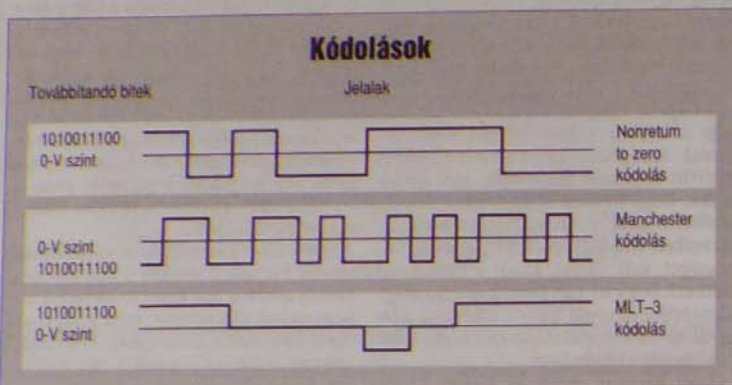 Kódolások
Továbbítandó bitek
Jelalak
1010011100
0-V szint
Nonretum
to zero
kódolás
0-V szint
1010011100
Manchester
kódolás
1010011100
0-V szint
MLT–3
kódolás